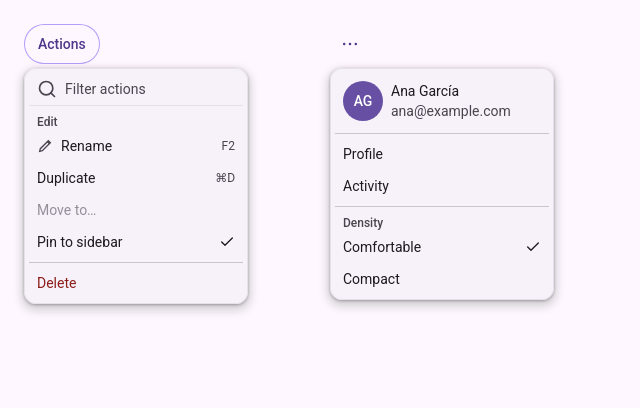 Actions
Filter actions
Edit
Rename F2
Duplicate ⌘D
Move to…
Pin to sidebar
Delete
…
AG
Ana García
ana@example.com
Profile
Activity
Density
Comfortable
Compact